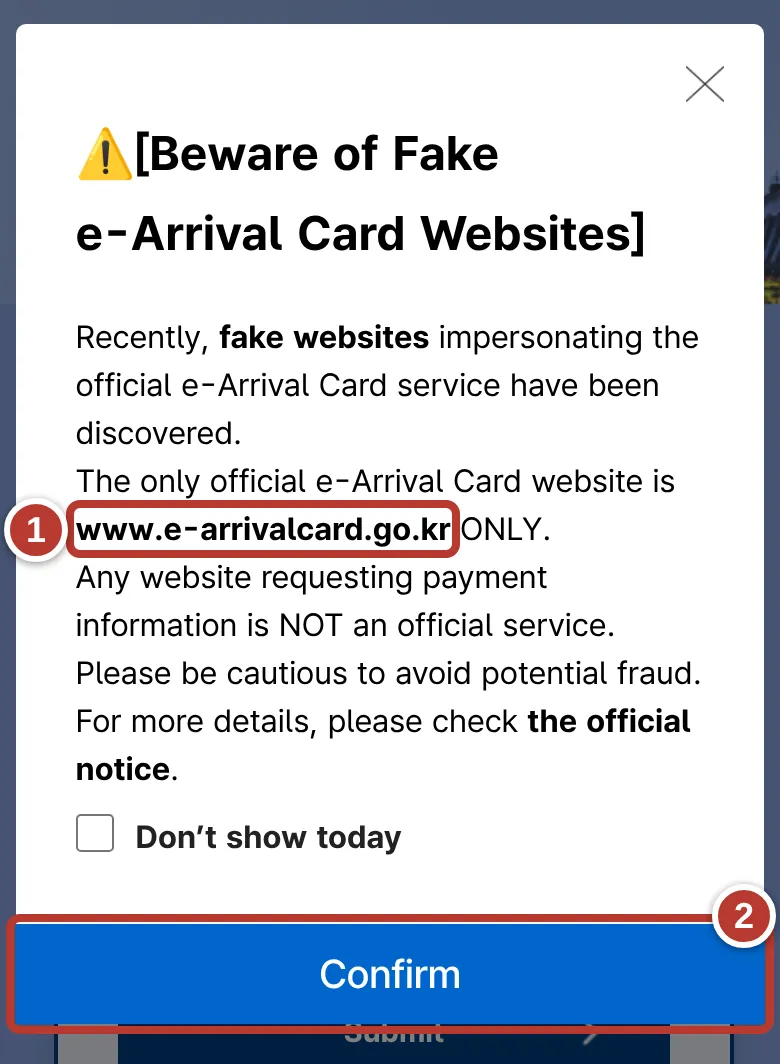 ⚠️[Beware of Fake
e-Arrival Card Websites]
Recently, fake websites impersonating the
official e-Arrival Card service have been
discovered.
The only official e-Arrival Card website is
1
www.e-arrivalcard.go.kr ONLY.
Any website requesting payment
information is NOT an official service.
Please be cautious to avoid potential fraud.
For more details, please check the official
notice.
Don’t show today
2
Confirm
Submit